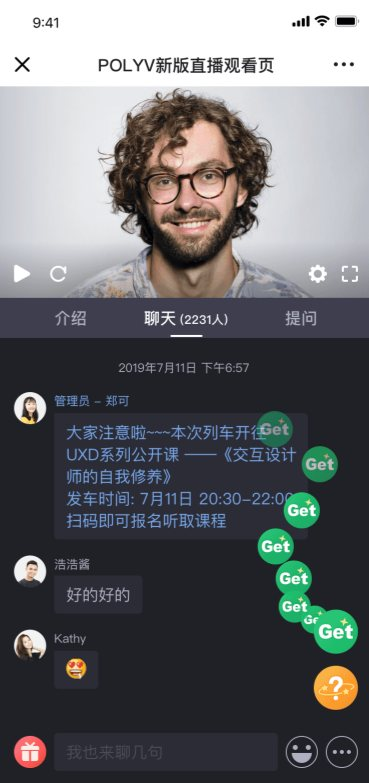 9:41
POLYV新版直播观看页
介绍
聊天 (2231人)
提问
2019年7月11日 下午6:57
管理员 – 郑可
大家注意啦~~~本次列车开往
UXD系列公开课 ——《交互设计
师的自我修养》
发车时间: 7月11日 20:30-22:00
扫码即可报名听取课程
浩浩酱
好的好的
Kathy
我也来聊几句
Get
Get
Get
Get
Get
Get
Ge
Get
?